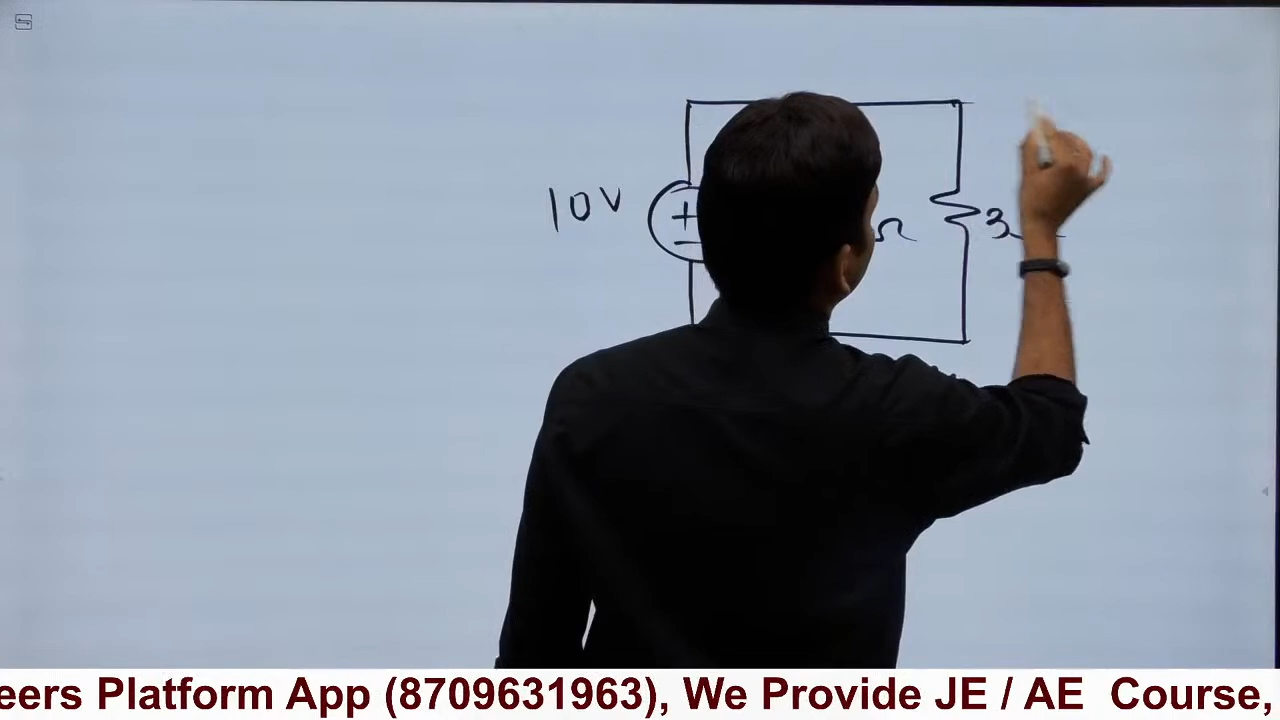 10V
Ω
3
eers Platform App (8709631963), We Provide JE / AE Course,